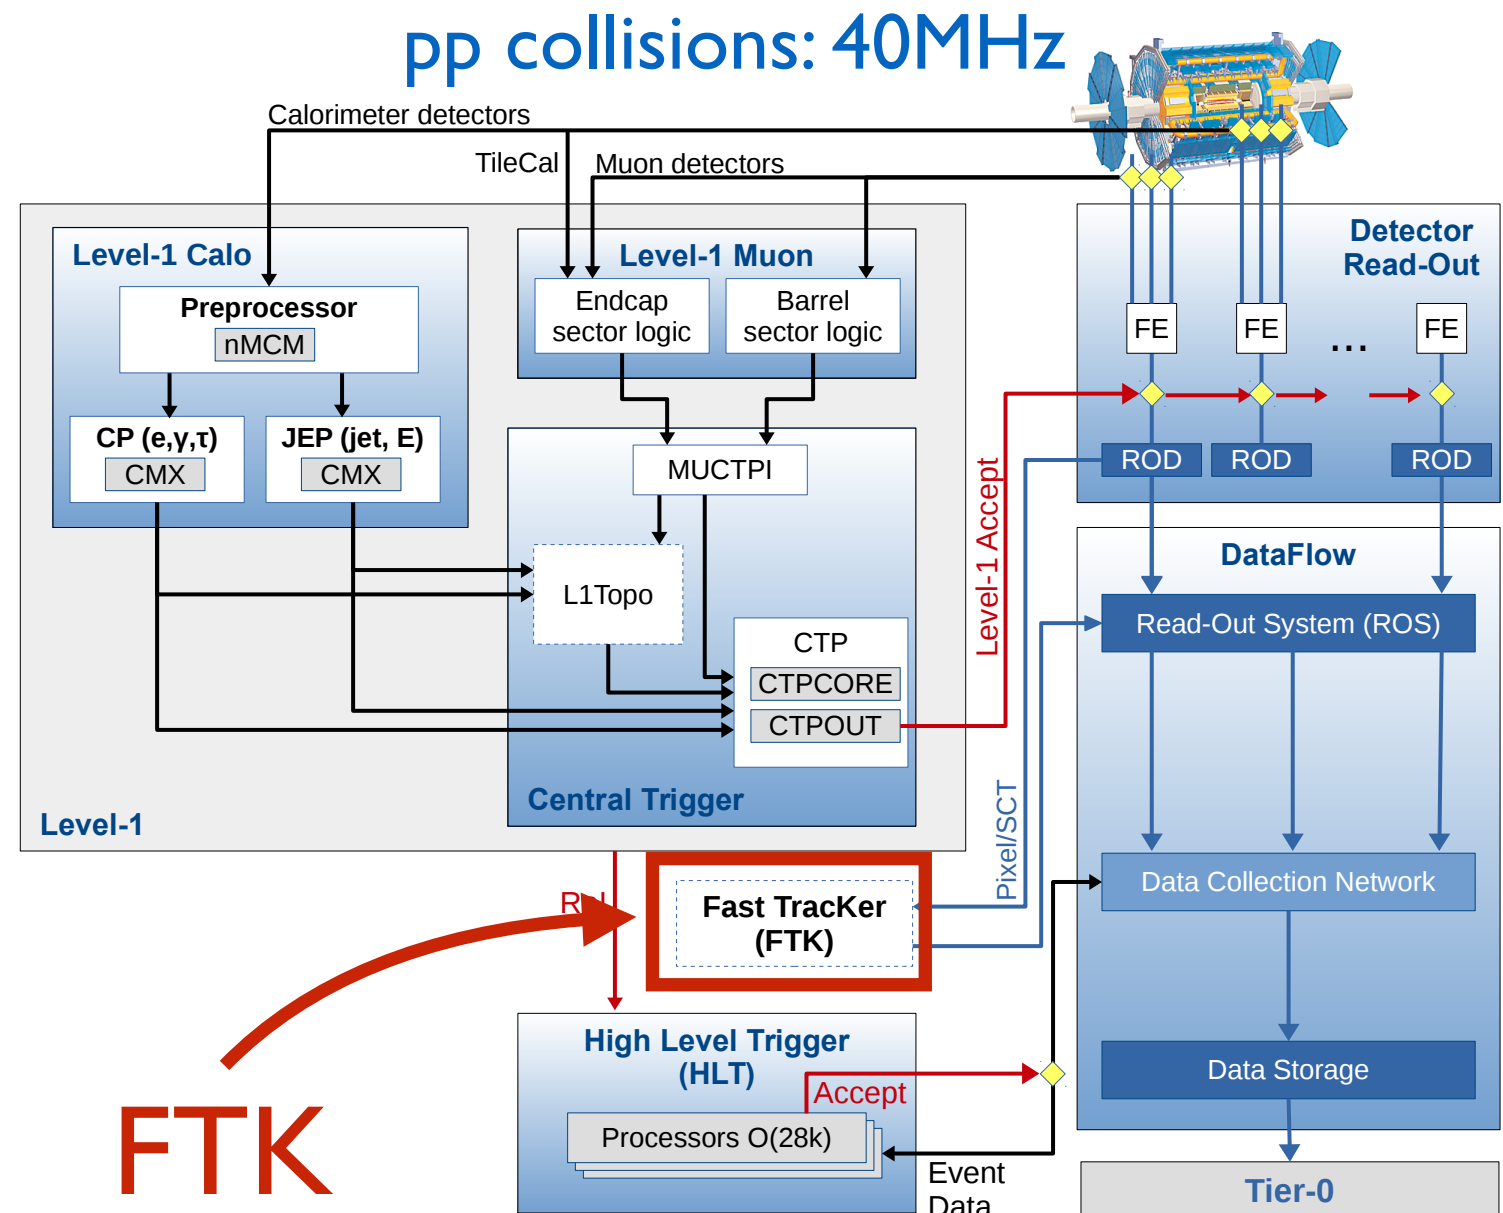 pp collisions: 40MHz
Calorimeter detectors
TileCal
Muon detectors
Level-1 Calo
Preprocessor
nMCM
CP (e,γ,τ)
CMX
JEP (jet, E)
CMX
Level-1 Muon
Endcap
sector logic
Barrel
sector logic
MUCTPI
L1Topo
CTP
CTPCORE
CTPOUT
Central Trigger
Level-1
Level-1 Accept
Detector
Read-Out
FE
FE
...
FE
ROD
ROD
ROD
DataFlow
Read-Out System (ROS)
Pixel/SCT
Data Collection Network
Data Storage
Tier-0
Fast TracKer
(FTK)
FTK
High Level Trigger
(HLT)
Accept
Processors O(28k)
Event
Data